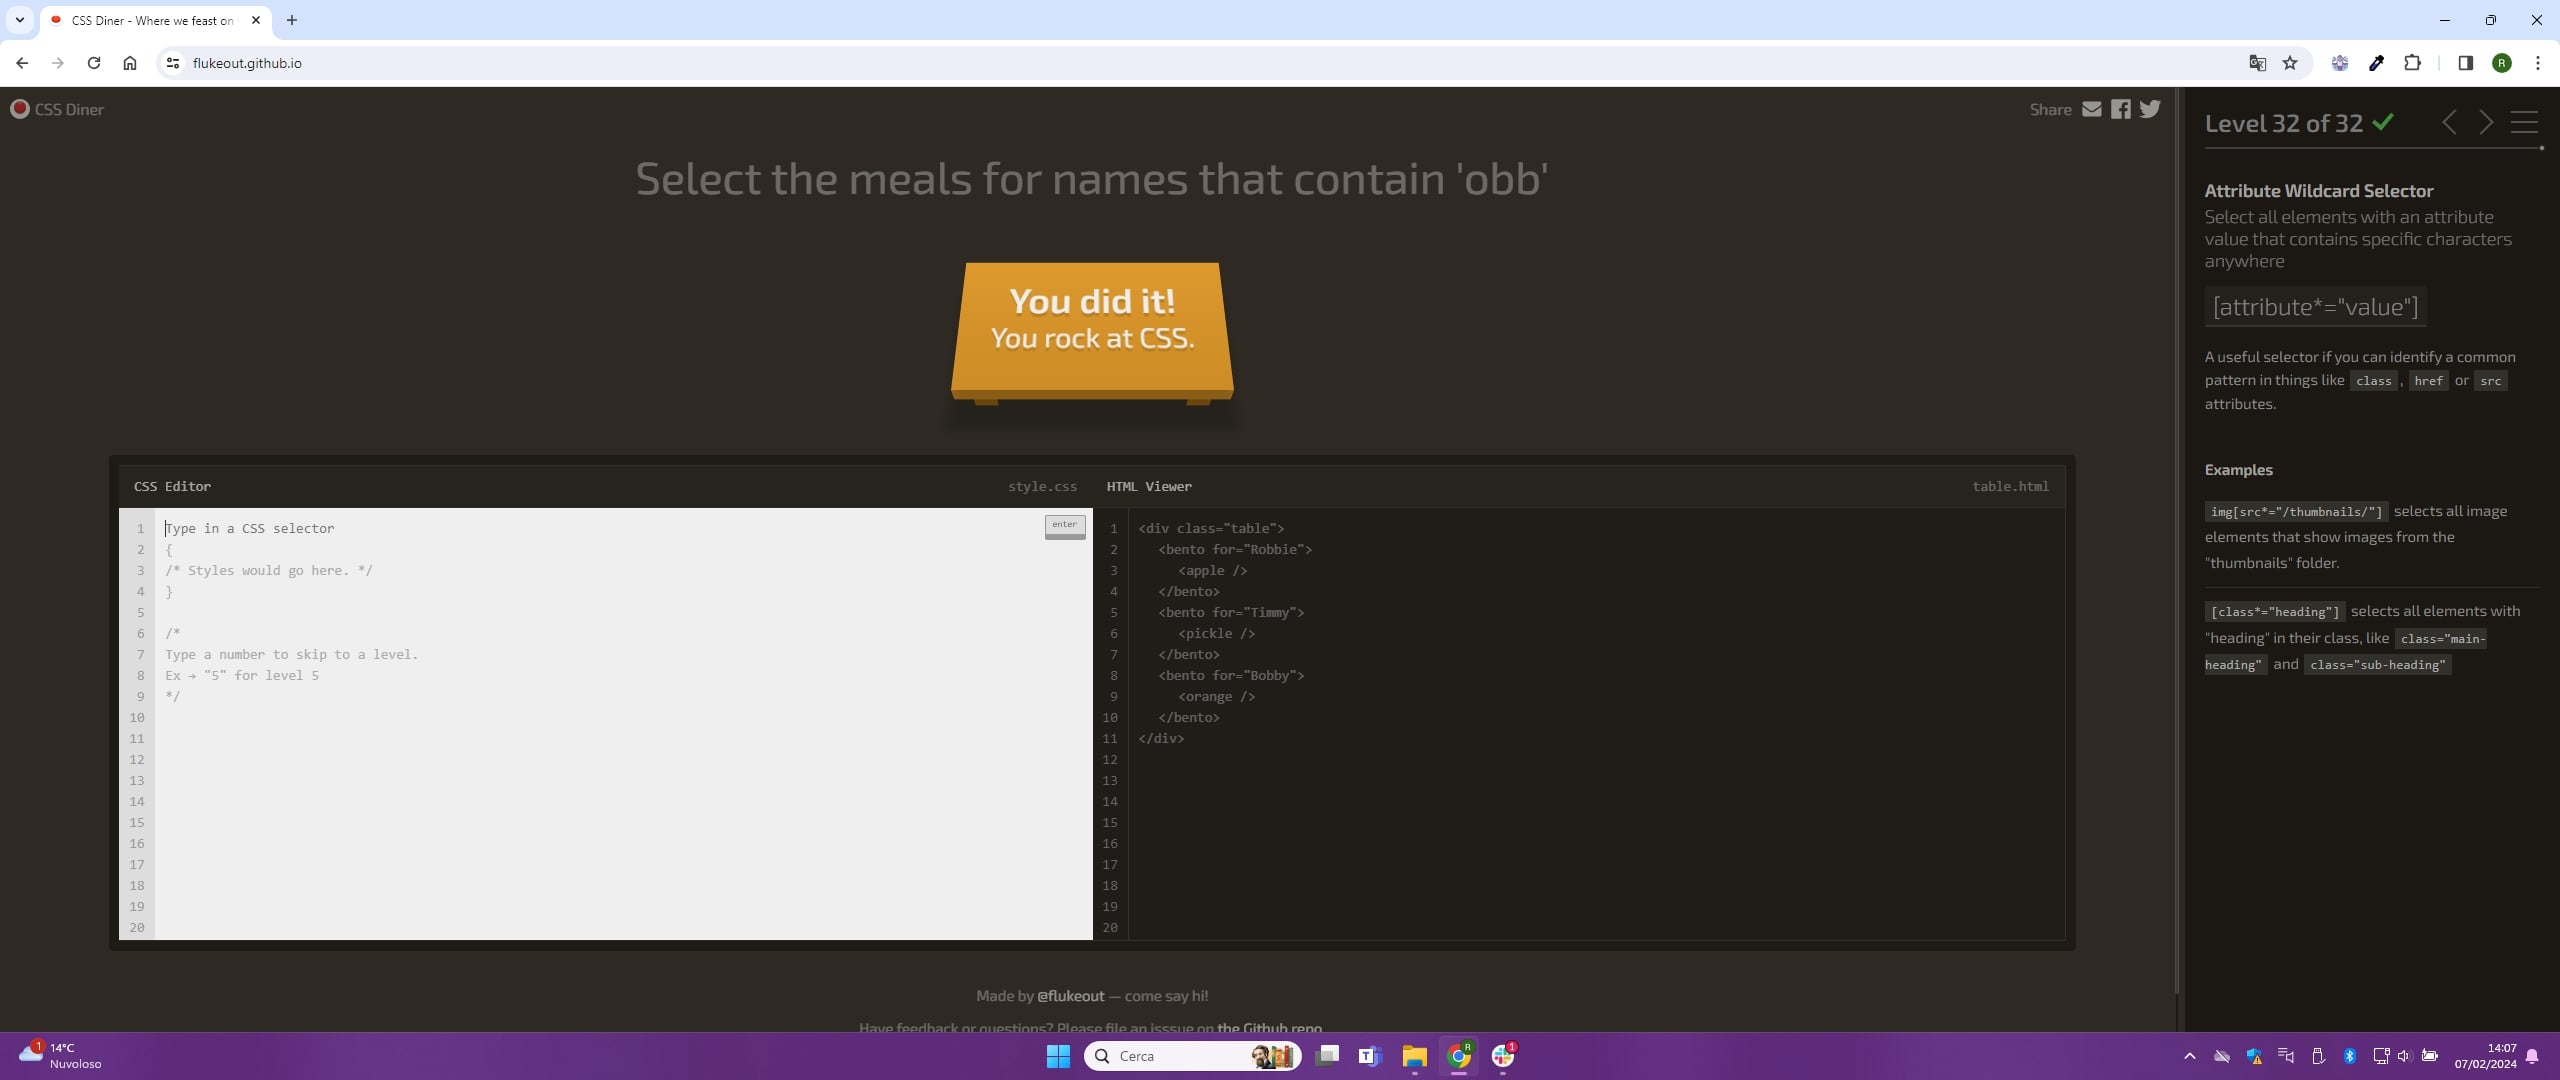 CSS Diner - Where we feast on
flukeout.github.io
R
CSS Diner
Share
Select the meals for names that contain 'obb'
You did it!
You rock at CSS.
CSS Editor
style.css
HTML Viewer
table.html
1 Type in a CSS selector
enter
2 {
3 /* Styles would go here. */
4 }
5
6 /*
7 Type a number to skip to a level.
8 Ex → "5" for level 5
9 */
10
11
12
13
14
15
16
17
18
19
20
1 <div class="table">
2 <bento for="Robbie">
3 <apple />
4 </bento>
5 <bento for="Timmy">
6 <pickle />
7 </bento>
8 <bento for="Bobby">
9 <orange />
10 </bento>
11 </div>
12
13
14
15
16
17
18
19
20
Made by @flukeout — come say hi!
Have feedback or questions? Please file an isssue on the Github repo
Level 32 of 32
Attribute Wildcard Selector
Select all elements with an attribute
value that contains specific characters
anywhere
[attribute*="value"]
A useful selector if you can identify a common
pattern in things like class , href or src
attributes.
Examples
img[src*="/thumbnails/"] selects all image
elements that show images from the
"thumbnails" folder.
[class*="heading"] selects all elements with
"heading" in their class, like class="main-
heading" and class="sub-heading"
1
14°C
Nuvoloso
Cerca
R
1
14:07
07/02/2024